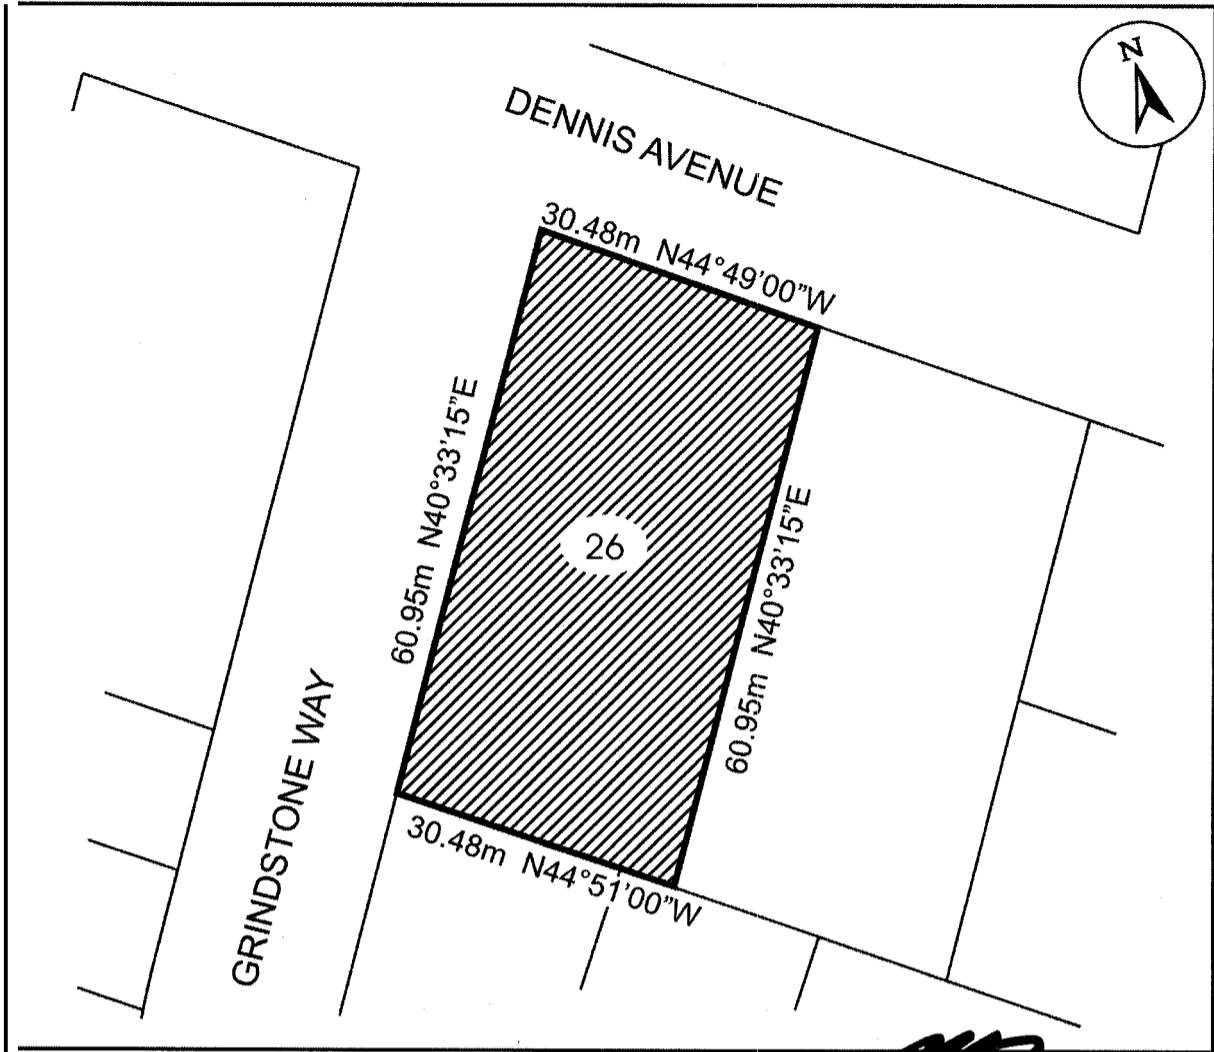 N
DENNIS AVENUE
30.48m N44°49'00"W
60.95m N40°33'15"E
26
60.95m N40°33'15"E
30.48m N44°51'00"W
GRINDSTONE WAY